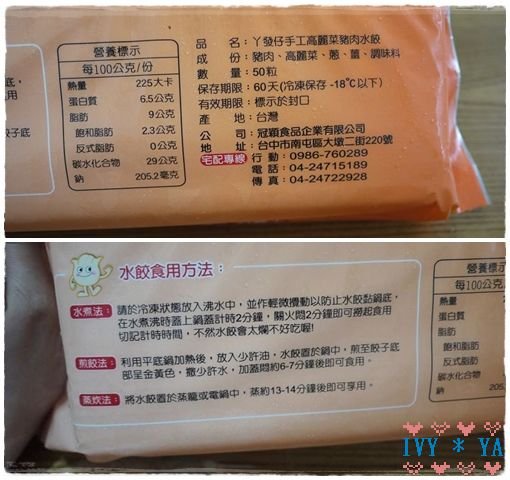 營養標示
每100公克/份
熱量 225大卡
蛋白質 6.5公克
脂肪 9公克
飽和脂肪 2.3公克
反式脂肪 0公克
碳水化合物 29公克
鈉 205.2毫克
品名：丫發仔手工高麗菜豬肉水餃
成份：豬肉、高麗菜、蔥、薑、調味料
數量：50粒
保存期限：60天(冷凍保存 -18℃以下)
有效期限：標示於封口
產地：台灣
公司：冠穎食品企業有限公司
地址：台中市南屯區大墩二街220號
宅配專線 行動：0986-760289
電話：04-24715189
傳真：04-24722928
水餃食用方法：
水煮法：請於冷凍狀態放入沸水中，並作輕微攪動以防止水餃黏鍋底，
在水煮沸時蓋上鍋蓋計時2分鐘，關火悶2分鐘即可撈起食用
切記計時時間，不然水餃會太爛不好吃喔!
煎餃法：利用平底鍋加熱後，放入少許油，水餃置於鍋中，煎至餃子底
部呈金黃色，撒少許水，加蓋悶約6-7分鐘後即可食用。
蒸炊法：將水餃置於蒸籠或電鍋中，蒸約13-14分鐘後即可享用。
營養標示
每100公克
熱量
蛋白質
脂肪
飽和脂肪
反式脂肪
碳水化合物
鈉 205
IVY * YA